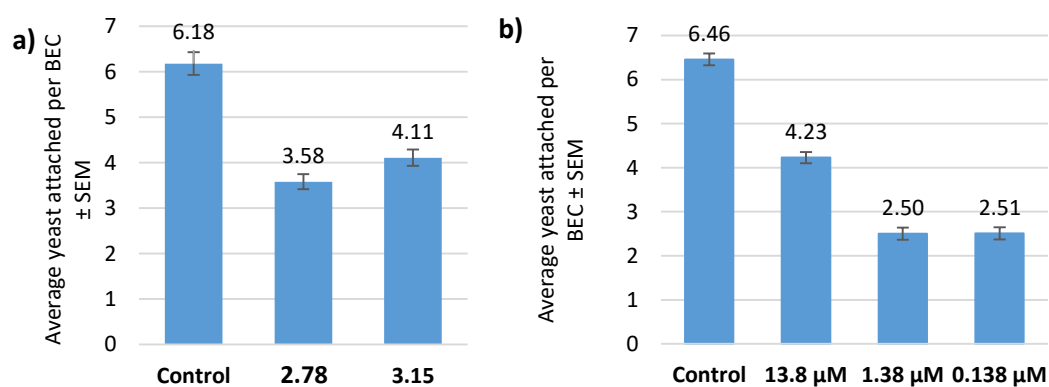 a)
Average yeast attached per BEC
± SEM
7
6
5
4
3
2
1
0
6.18
3.58
4.11
Control 2.78 3.15
b)
Average yeast attached per
BEC ± SEM
7
6
5
4
3
2
1
0
6.46
4.23
2.50
2.51
Control 13.8 µM 1.38 µM 0.138 µM